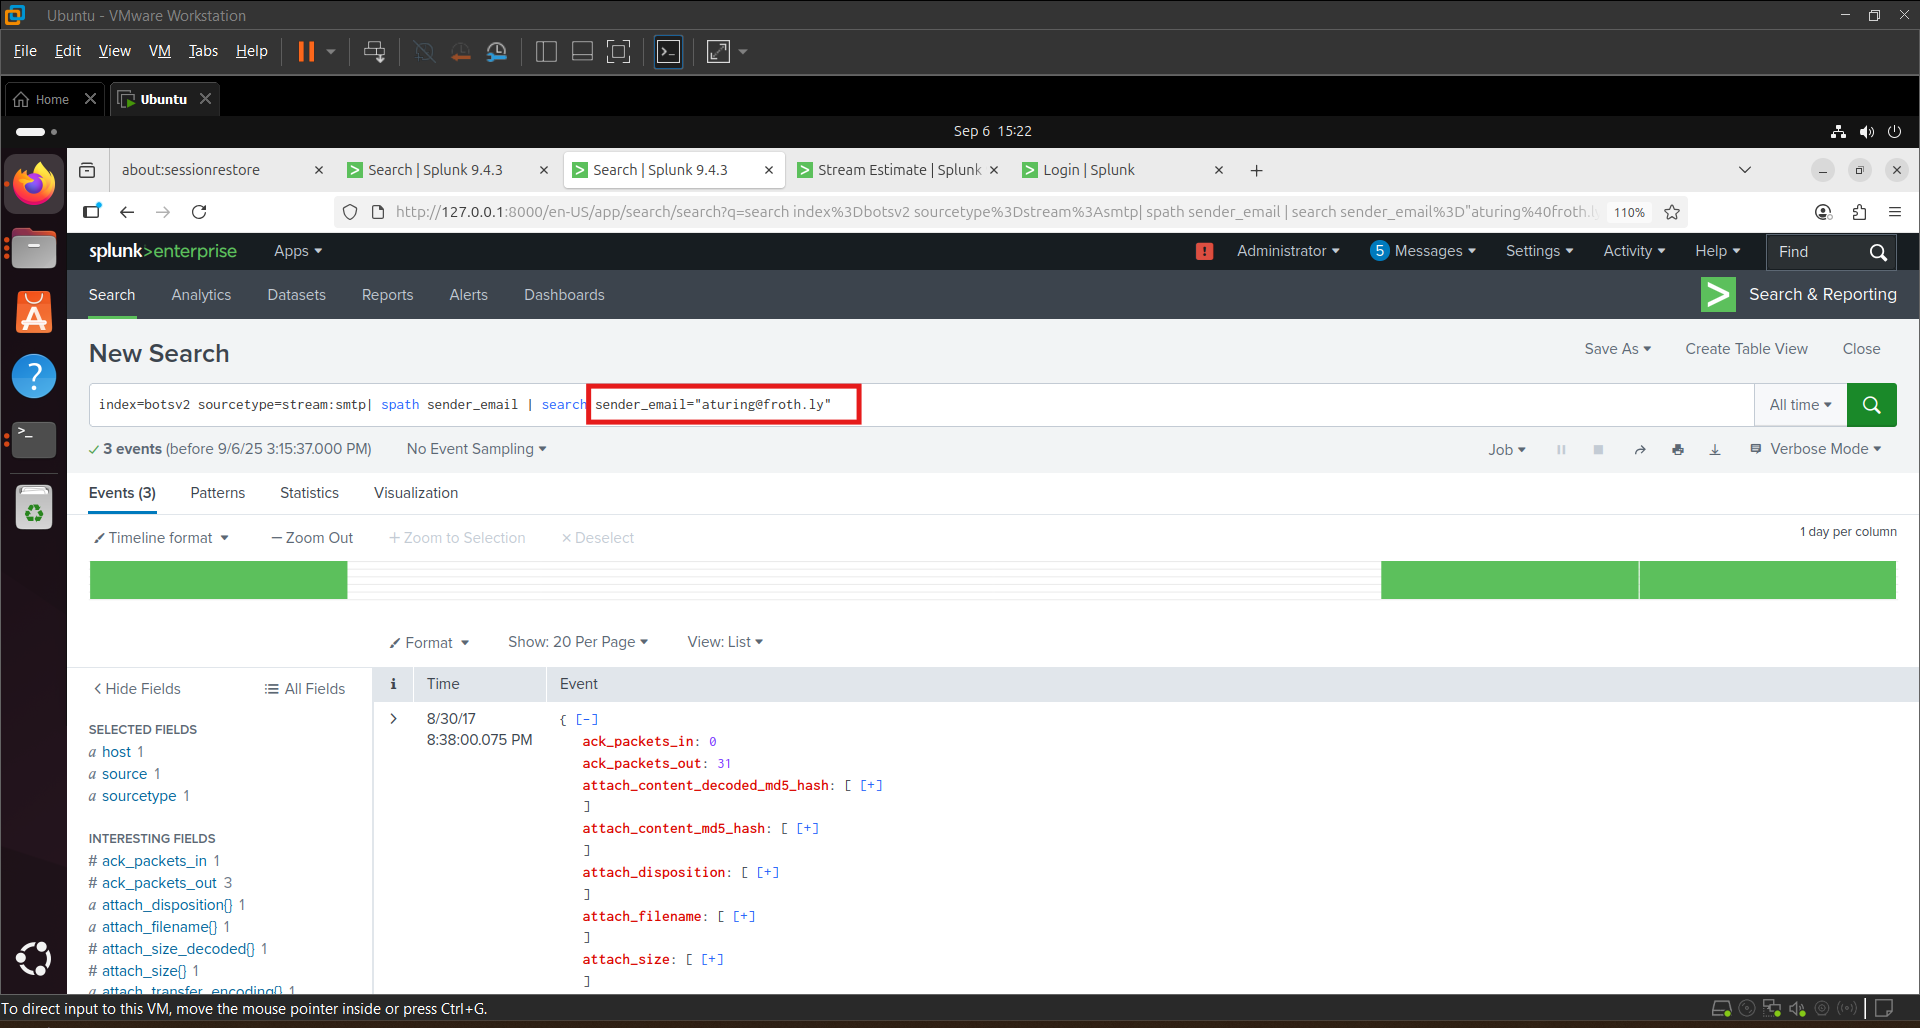 Ubuntu - VMware Workstation
File Edit View VM Tabs Help
Home Ubuntu
Sep 6 15:22
about:sessionrestore Search | Splunk 9.4.3 Search | Splunk 9.4.3 Stream Estimate | Splunk Login | Splunk
http://127.0.0.1:8000/en-US/app/search/search?q=search index%3Dbotsv2 sourcetype%3Dstream%3Asmtp| spath sender_email | search sender_email%3D"aturing%40froth.l 110%
splunk>enterprise Apps Administrator 5 Messages Settings Activity Help Find
Search Analytics Datasets Reports Alerts Dashboards Search & Reporting
New Search Save As Create Table View Close
index=botsv2 sourcetype=stream:smtp| spath sender_email | search sender_email="aturing@froth.ly" All time
3 events (before 9/6/25 3:15:37.000 PM) No Event Sampling Job Verbose Mode
Events (3) Patterns Statistics Visualization
Timeline format — Zoom Out + Zoom to Selection × Deselect 1 day per column
Format Show: 20 Per Page View: List
< Hide Fields All Fields i Time Event
SELECTED FIELDS
a host 1
a source 1
a sourcetype 1
INTERESTING FIELDS
# ack_packets_in 1
# ack_packets_out 3
a attach_disposition{} 1
a attach_filename{} 1
# attach_size_decoded{} 1
# attach_size{} 1
a attach_transfer_encoding{} 1
> 8/30/17
8:38:00.075 PM
{ [-]
ack_packets_in: 0
ack_packets_out: 31
attach_content_decoded_md5_hash: [ [+]
]
attach_content_md5_hash: [ [+]
]
attach_disposition: [ [+]
]
attach_filename: [ [+]
]
attach_size: [ [+]
]
To direct input to this VM, move the mouse pointer inside or press Ctrl+G.